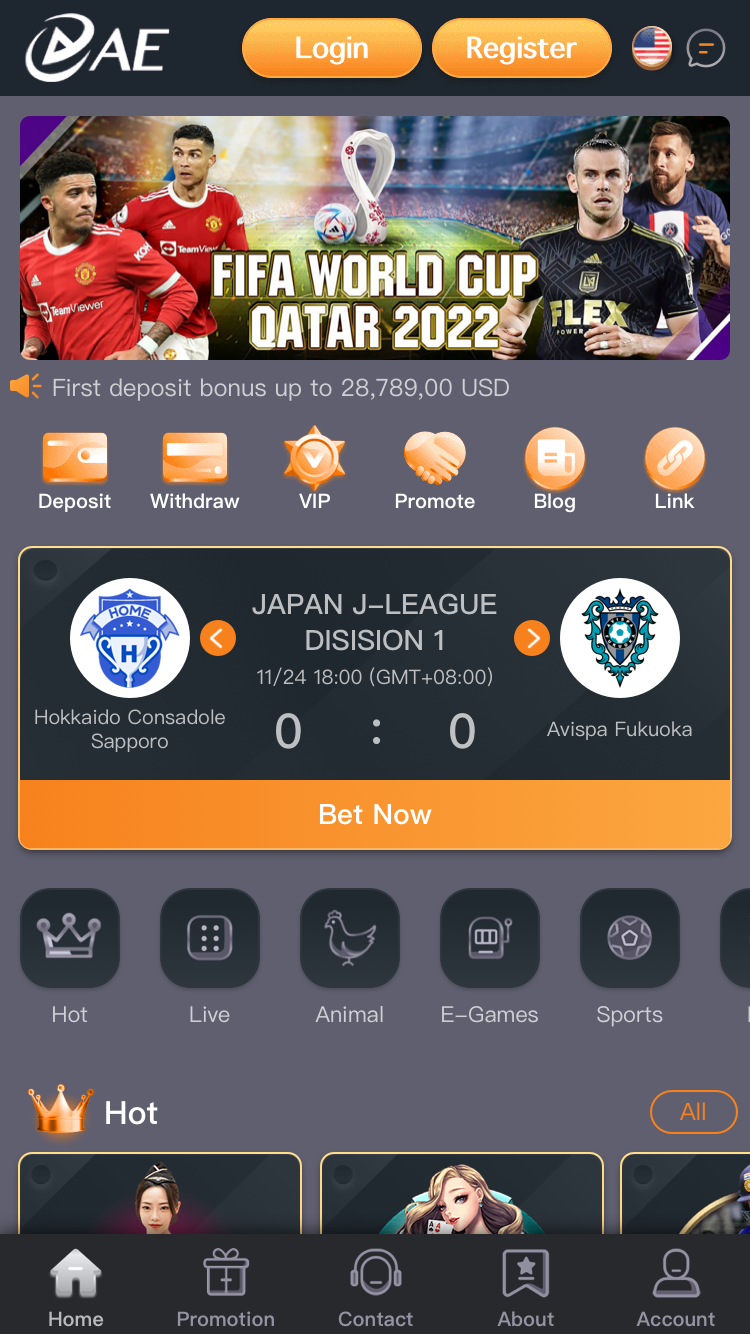 AE
Login
Register
KOH
TeamView
TeamViewer
FIFA WORLD CUP
QATAR 2022
FLEX
POWER
First deposit bonus up to 28,789,00 USD
Deposit
Withdraw
VIP
Promote
Blog
Link
JAPAN J-LEAGUE
DISISION 1
11/24 18:00 (GMT+08:00)
HOME
H
0 : 0
Hokkaido Consadole
Sapporo
Avispa Fukuoka
Bet Now
Hot
Live
Animal
E-Games
Sports
Hot
All
Home
Promotion
Contact
About
Account